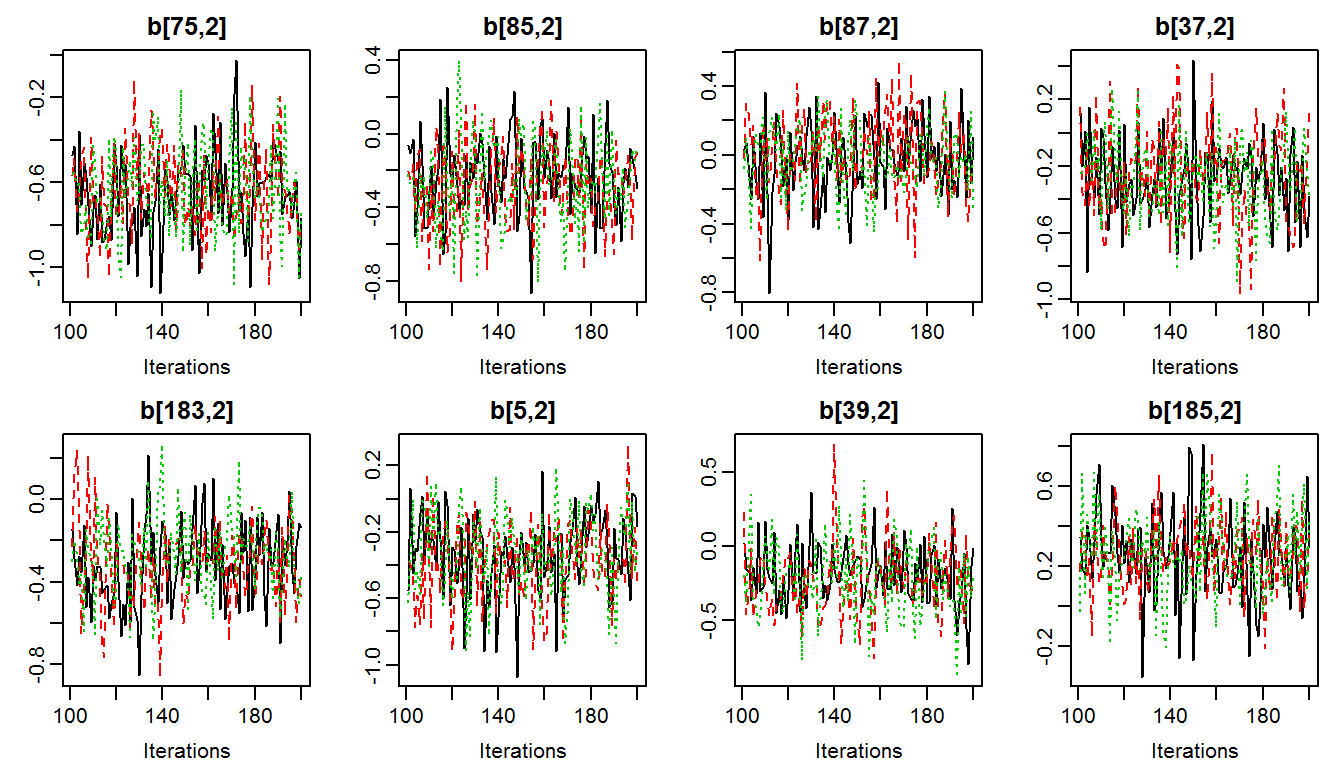 b[75,2] b[85,2] b[87,2] b[37,2]
-0.2 -0.6 -1.0
0.4 0.0 -0.4 -0.8
0.4 0.0 -0.4 -0.8
0.2 -0.2 -0.6 -1.0
100 140 180 100 140 180 100 140 180 100 140 180
Iterations Iterations Iterations Iterations
b[183,2] b[5,2] b[39,2] b[185,2]
0.0 -0.4 -0.8
0.2 -0.2 -0.6 -1.0
0.5 0.0 -0.5
0.6 0.2 -0.2
100 140 180 100 140 180 100 140 180 100 140 180
Iterations Iterations Iterations Iterations